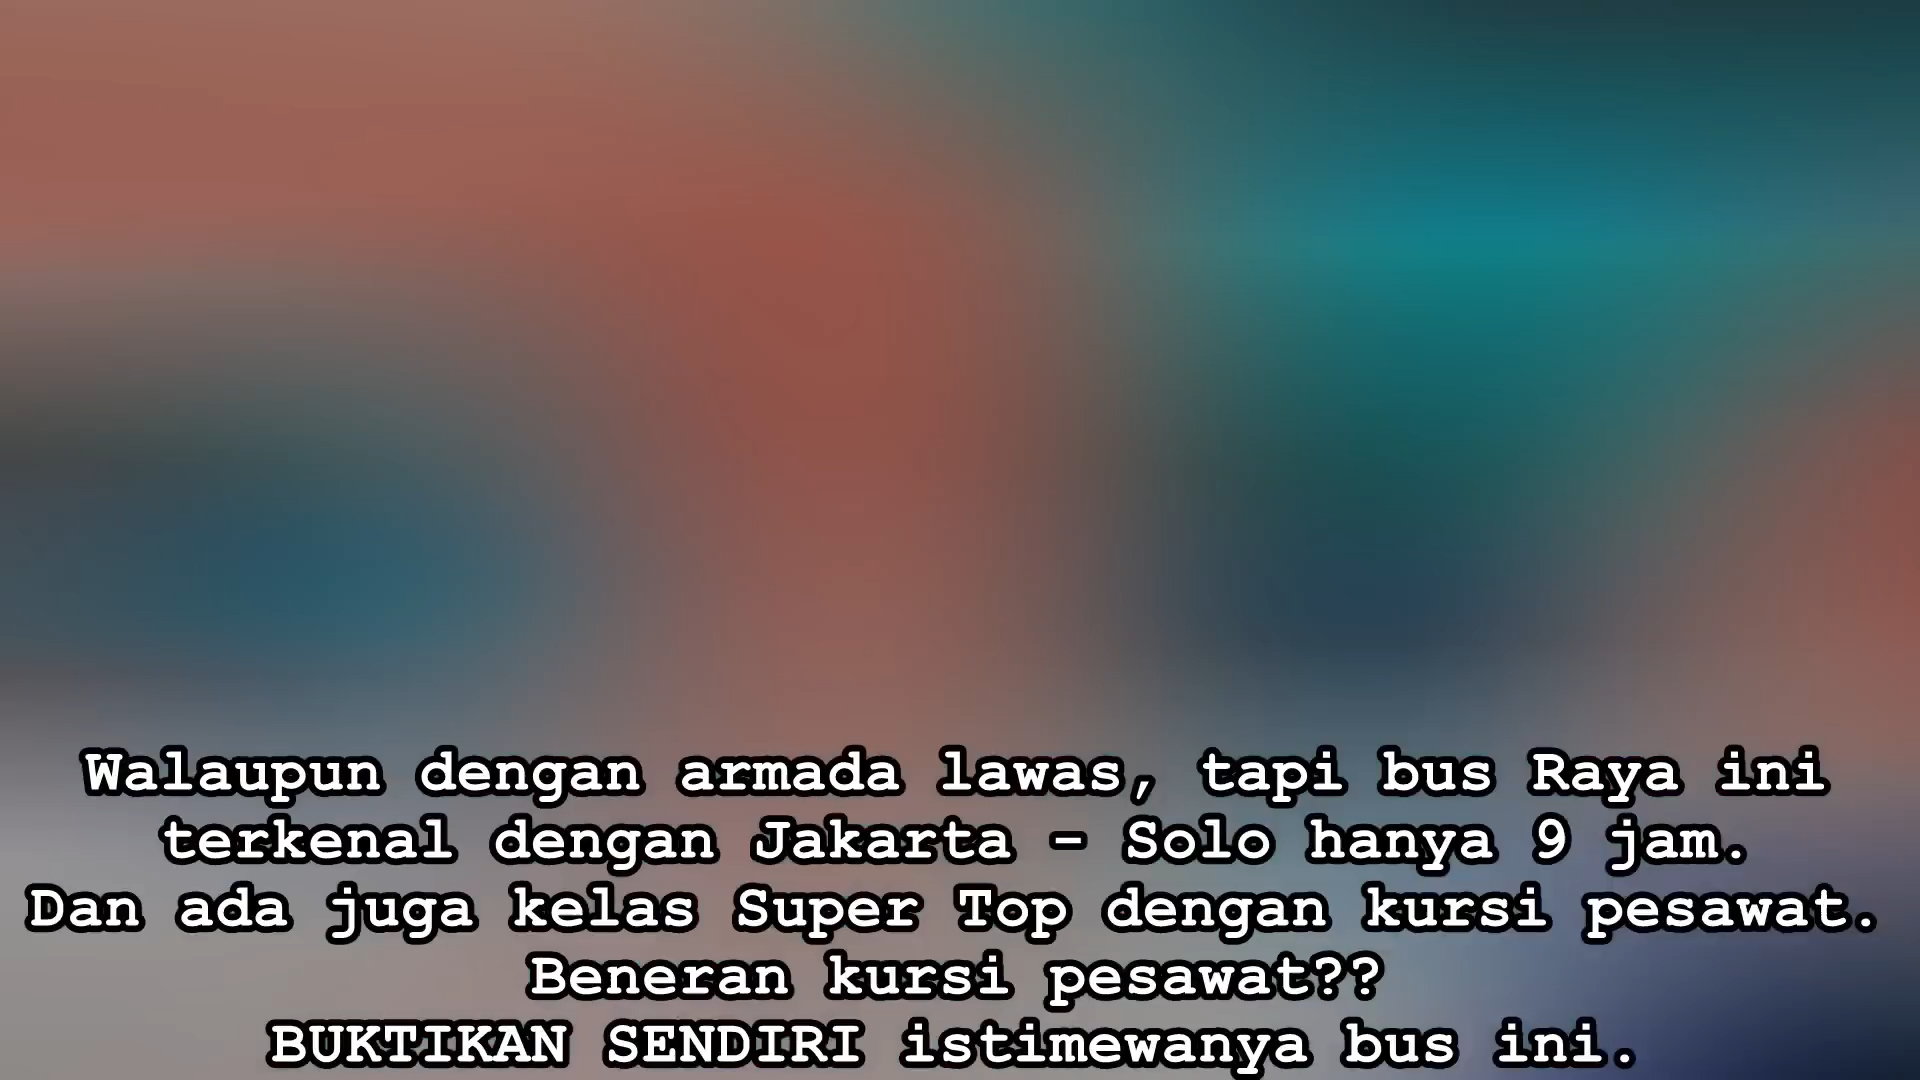 Walaupun dengan armada lawas, tapi bus Raya ini
terkenal dengan Jakarta - Solo hanya 9 jam.
Dan ada juga kelas Super Top dengan kursi pesawat.
Beneran kursi pesawat??
BUKTIKAN SENDIRI istimewanya bus ini.